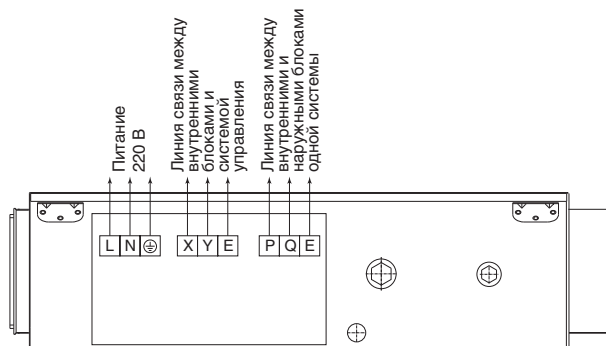 Питание
220 В
Линия связи между
внутренними
блоками и
системой
управления
Линия связи между
внутренними и
наружными блоками
одной системы
L N
X Y E
P Q E